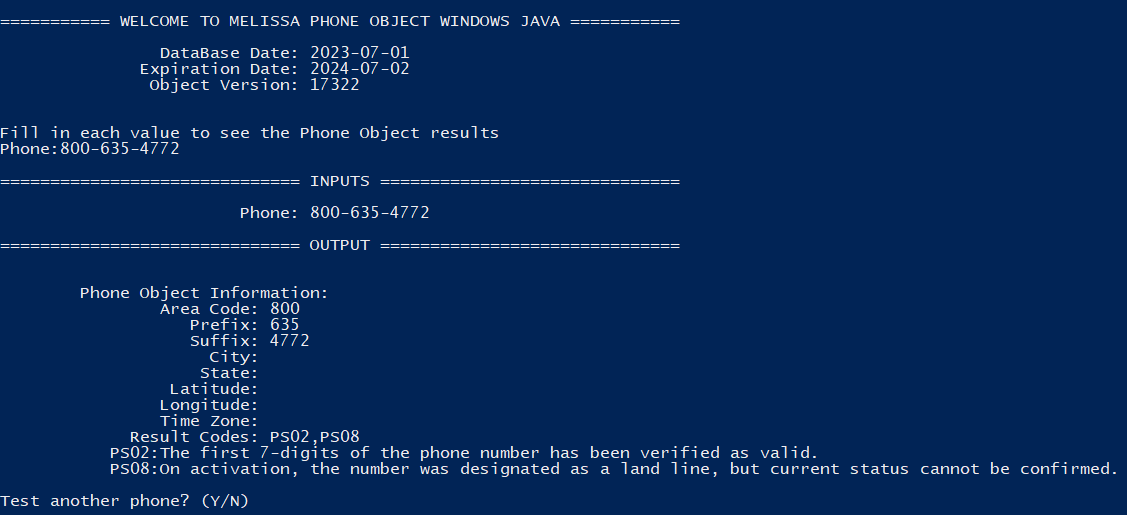 =========== WELCOME TO MELISSA PHONE OBJECT WINDOWS JAVA ===========
DataBase Date: 2023-07-01
Expiration Date: 2024-07-02
Object Version: 17322
Fill in each value to see the Phone Object results
Phone:800-635-4772
============================== INPUTS ==============================
Phone: 800-635-4772
============================== OUTPUT ==============================
Phone Object Information:
Area Code: 800
Prefix: 635
Suffix: 4772
City:
State:
Latitude:
Longitude:
Time Zone:
Result Codes: PS02,PS08
PS02:The first 7-digits of the phone number has been verified as valid.
PS08:On activation, the number was designated as a land line, but current status cannot be confirmed.
Test another phone? (Y/N)